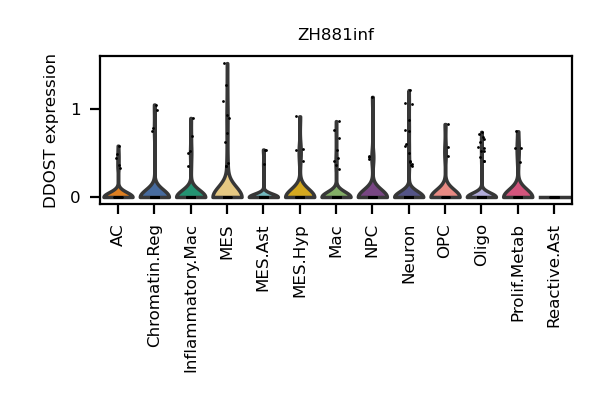 ZH881inf
DDOST expression
1
0
AC
Chromatin.Reg
Inflammatory.Mac
MES
MES.Ast
MES.Hyp
Mac
NPC
Neuron
OPC
Oligo
Prolif.Metab
Reactive.Ast